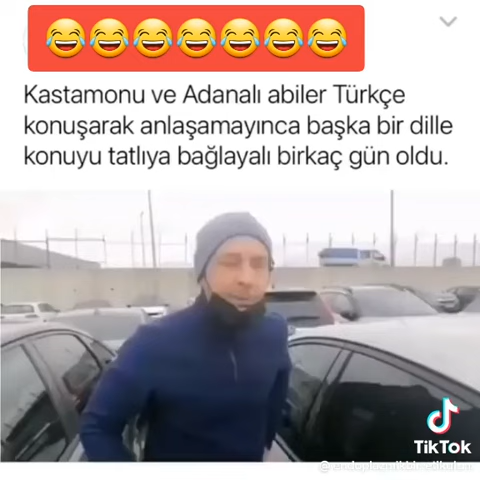 Kastamonu ve Adanalı abiler Türkçe
konuşarak anlaşamayınca başka bir dille
konuyu tatlıya bağlayalı birkaç gün oldu.
TikTok